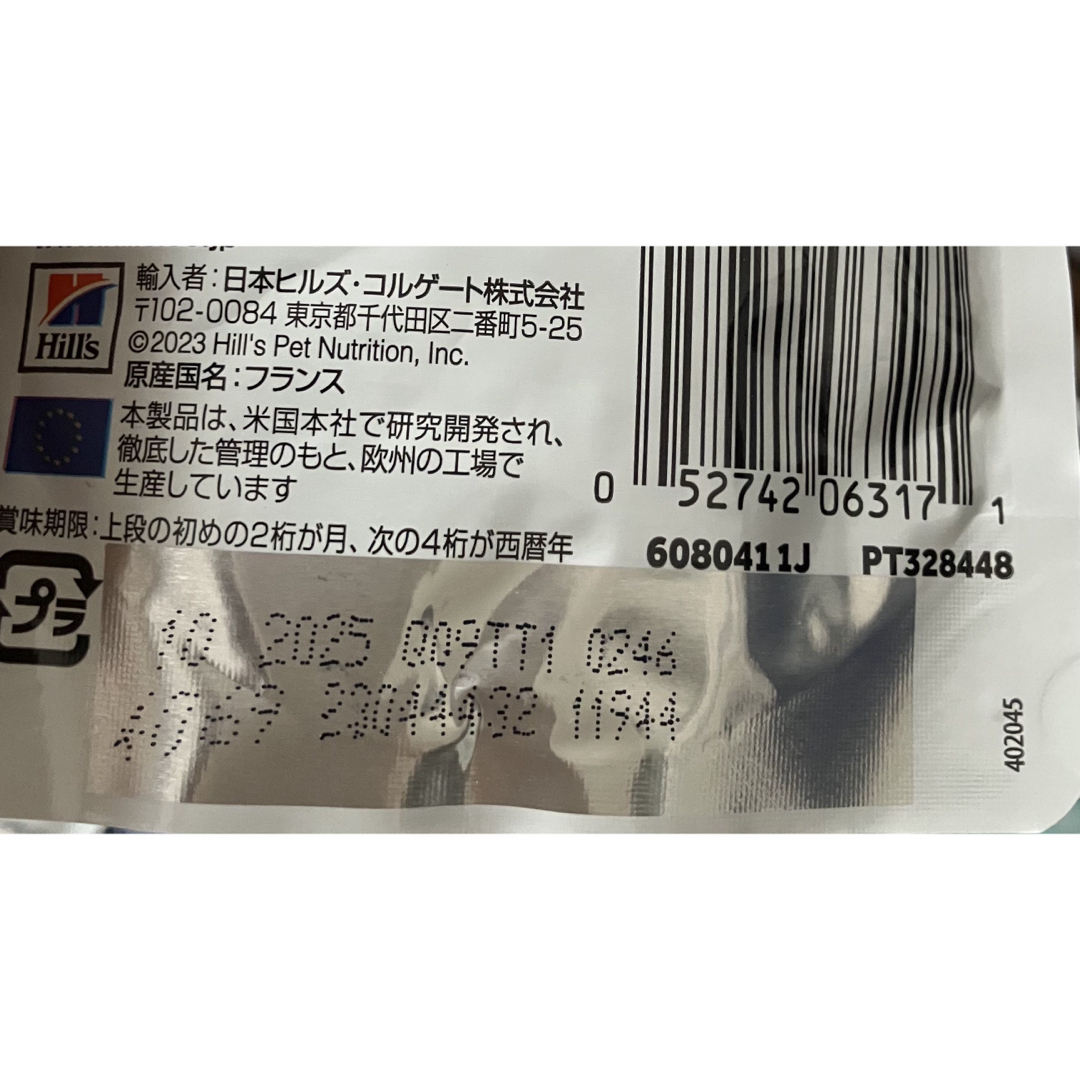 輸入者：日本ヒルズ・コルゲート株式会社
〒102-0084 東京都千代田区二番町5-25
©2023 Hill's Pet Nutrition, Inc.
Hill's
原産国名：フランス
本製品は、米国本社で研究開発され、
徹底した管理のもと、欧州の工場で
生産しています
0 52742 06317 1
賞味期限：上段の初めの2桁が月、次の4桁が西暦年
6080411J PT328448
プラ
10 2025 009TT1 0246
11944
402045